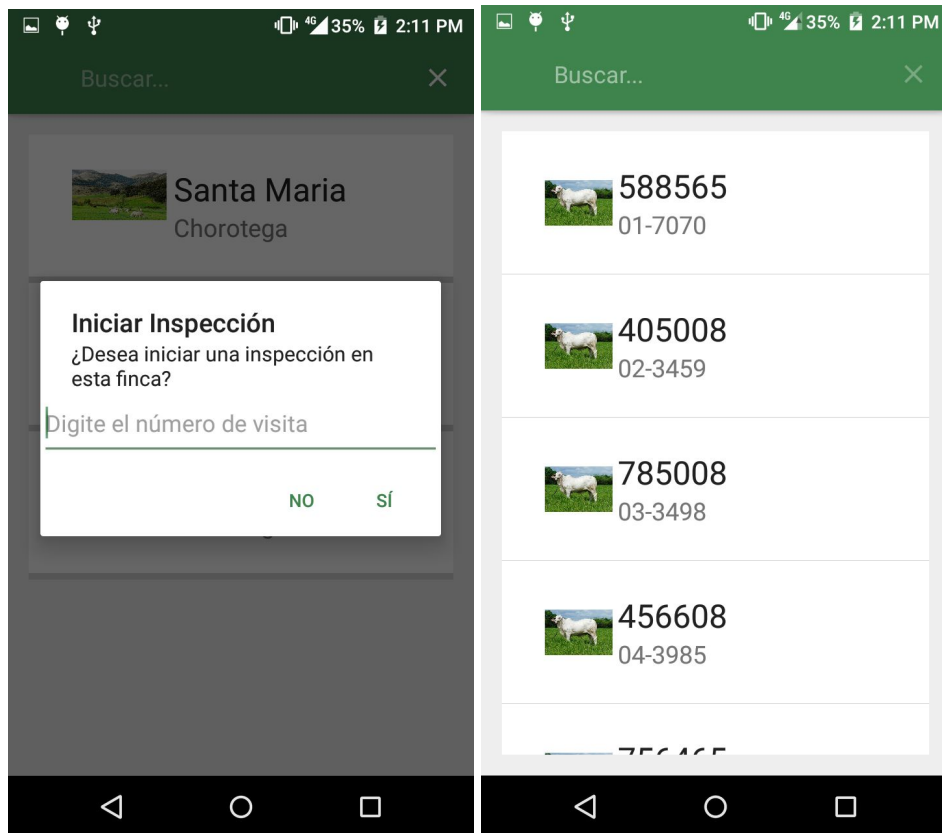 4G 35% 2:11 PM
Buscar...
Santa Maria
Chorotega
Iniciar Inspección
¿Desea iniciar una inspección en
esta finca?
Digite el número de visita
NO SÍ
4G 35% 2:11 PM
Buscar...
588565
01-7070
405008
02-3459
785008
03-3498
456608
04-3985